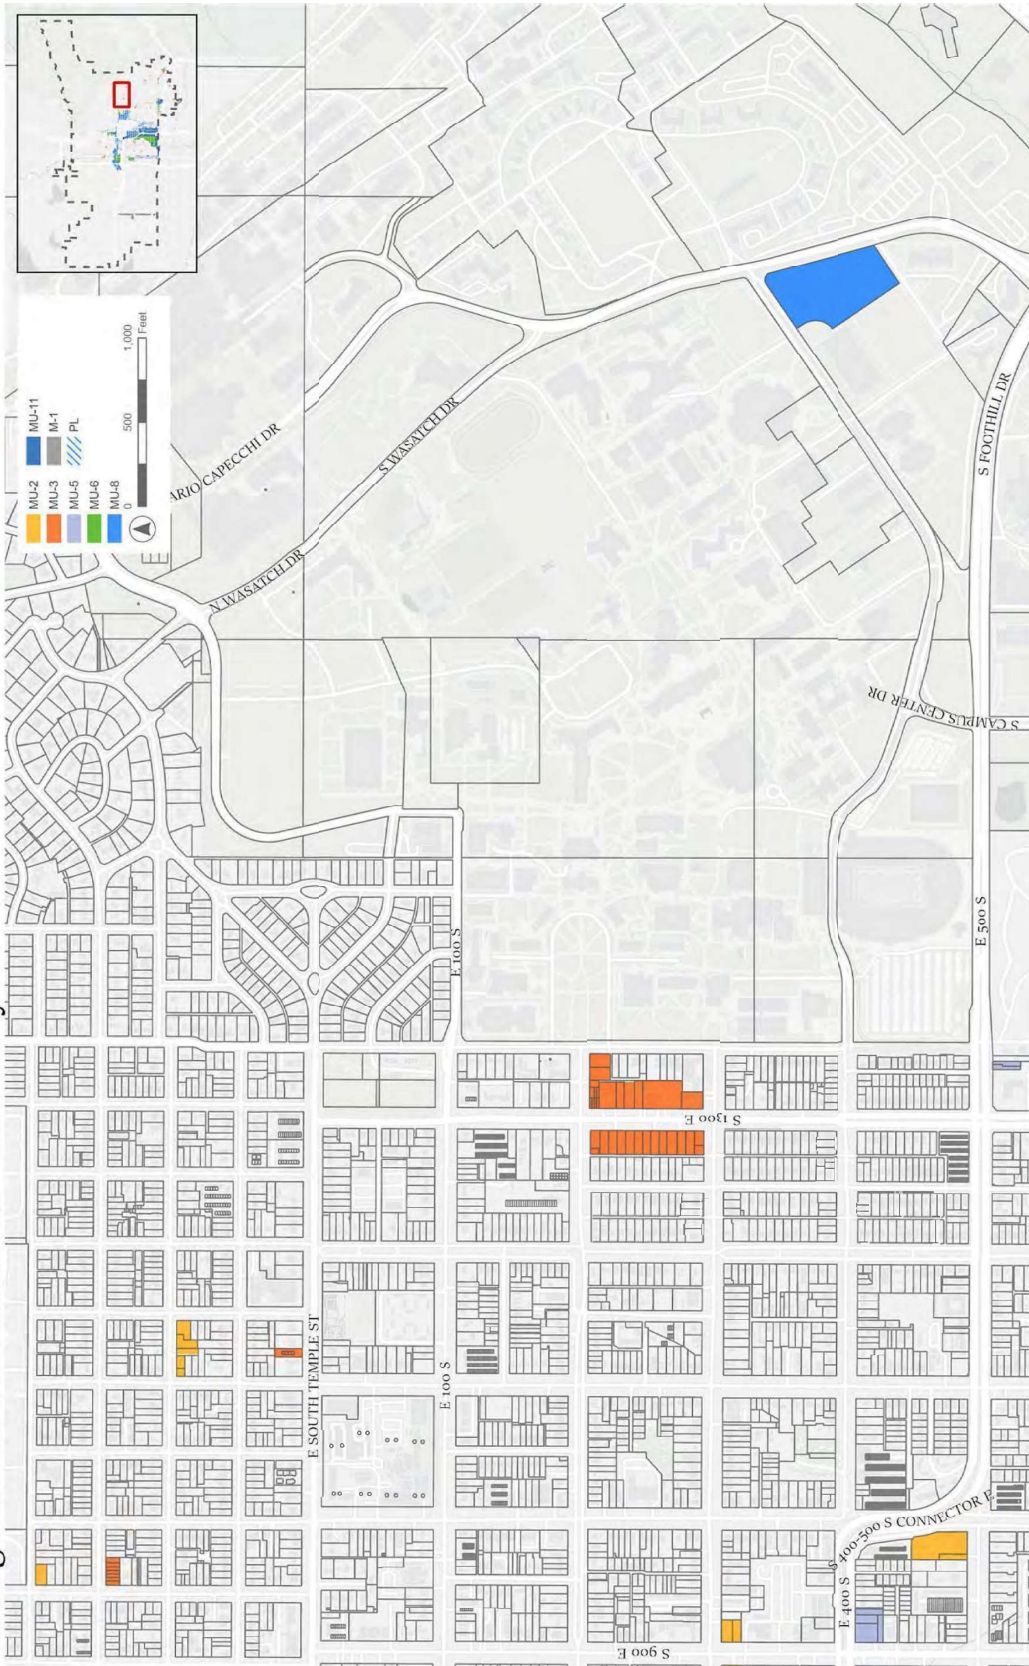 MU-2
MU-3
MU-5
MU-6
MU-8
MU-11
M-1
PL
0
500
1,000
Feet
ARIO CAPECCHI DR
N WASATCH DR
S WASATCH DR
S FOOTHILL DR
S CAMPUS CENTER DR
E 100 S
E 500 S
S 1300 E
E SOUTH TEMPLE ST
E 100 S
S 400-500 S CONNECTOR E
E 400 S
S 900 E